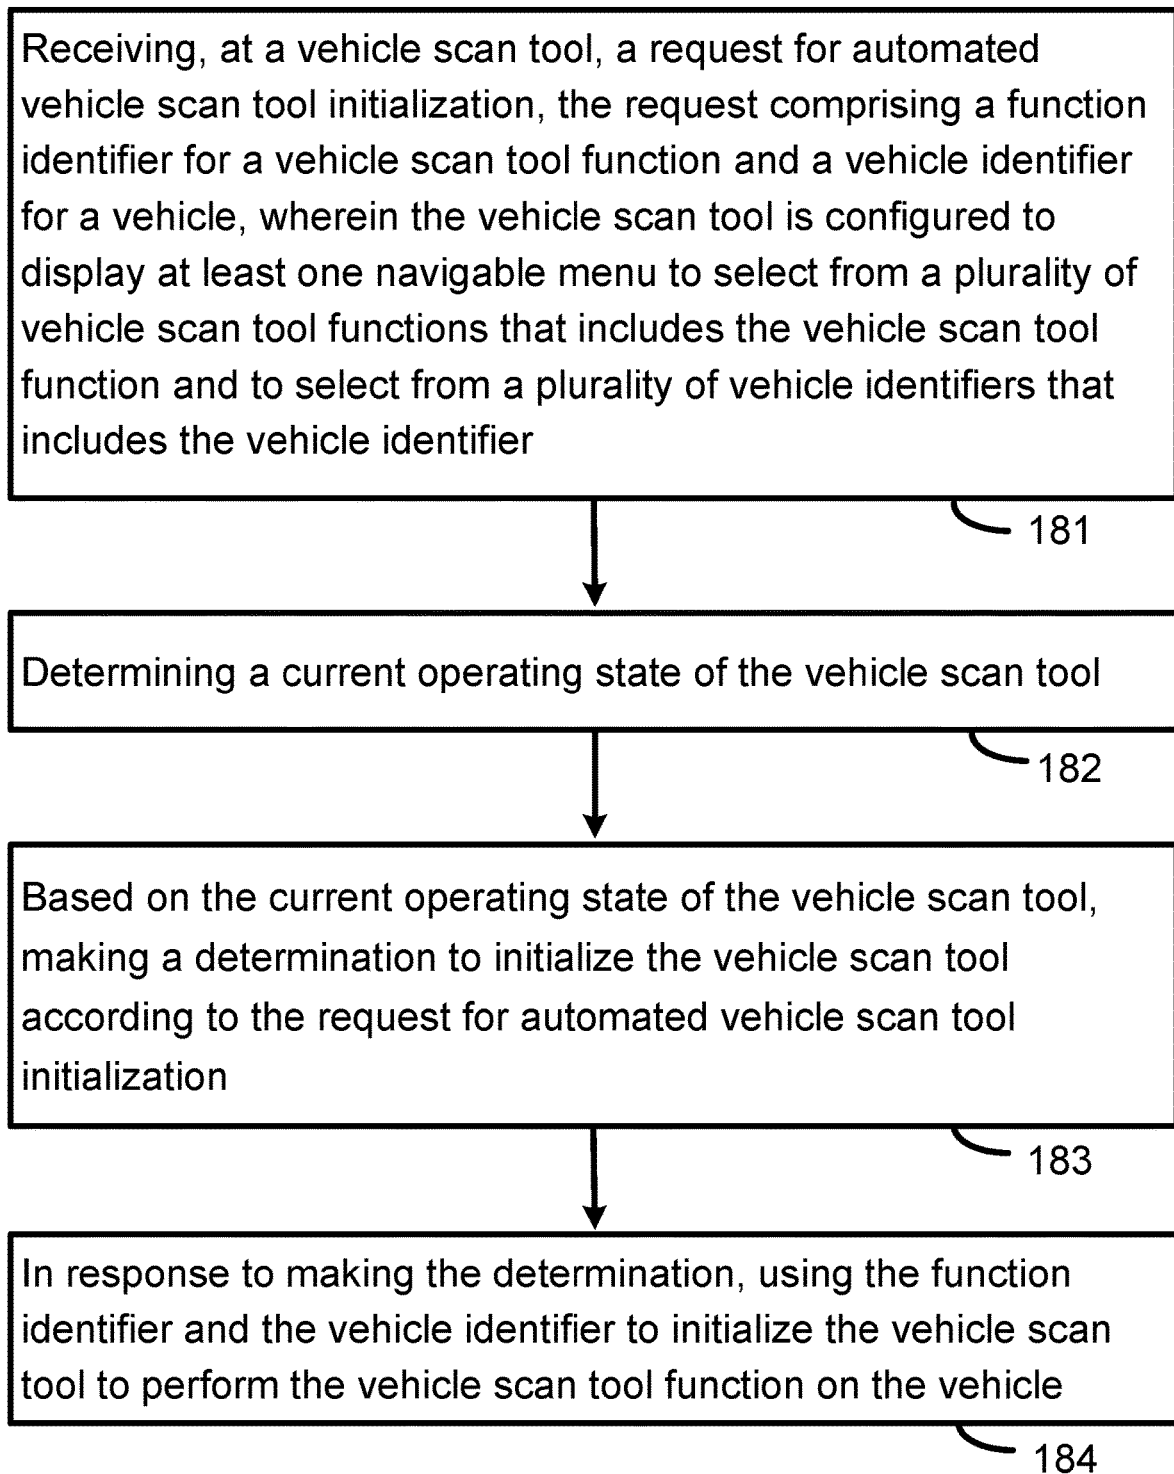 Receiving, at a vehicle scan tool, a request for automated
vehicle scan tool initialization, the request comprising a function
identifier for a vehicle scan tool function and a vehicle identifier
for a vehicle, wherein the vehicle scan tool is configured to
display at least one navigable menu to select from a plurality of
vehicle scan tool functions that includes the vehicle scan tool
function and to select from a plurality of vehicle identifiers that
includes the vehicle identifier
181
Determining a current operating state of the vehicle scan tool
182
Based on the current operating state of the vehicle scan tool,
making a determination to initialize the vehicle scan tool
according to the request for automated vehicle scan tool
initialization
183
In response to making the determination, using the function
identifier and the vehicle identifier to initialize the vehicle scan
tool to perform the vehicle scan tool function on the vehicle
184